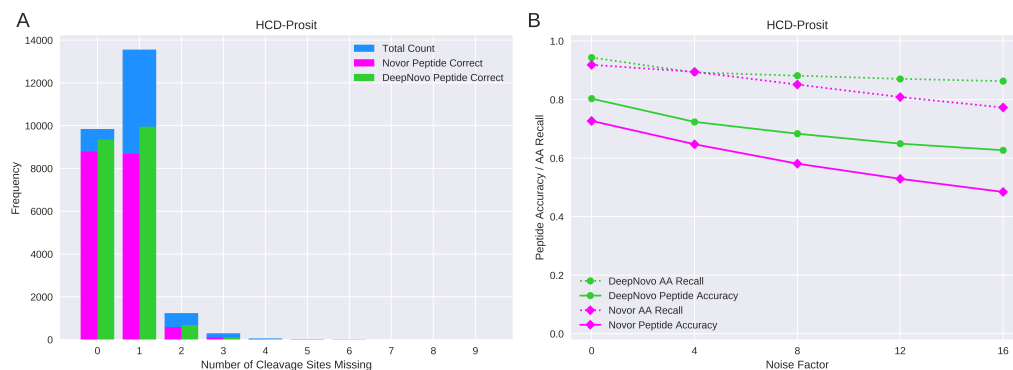 A
HCD-Prosit
14000
12000
10000
8000
6000
4000
2000
0
Frequency
Total Count
Novor Peptide Correct
DeepNovo Peptide Correct
0 1 2 3 4 5 6 7 8 9
Number of Cleavage Sites Missing
B
HCD-Prosit
1.0
0.8
0.6
0.4
0.2
0.0
Peptide Accuracy / AA Recall
DeepNovo AA Recall
DeepNovo Peptide Accuracy
Novor AA Recall
Novor Peptide Accuracy
0 4 8 12 16
Noise Factor